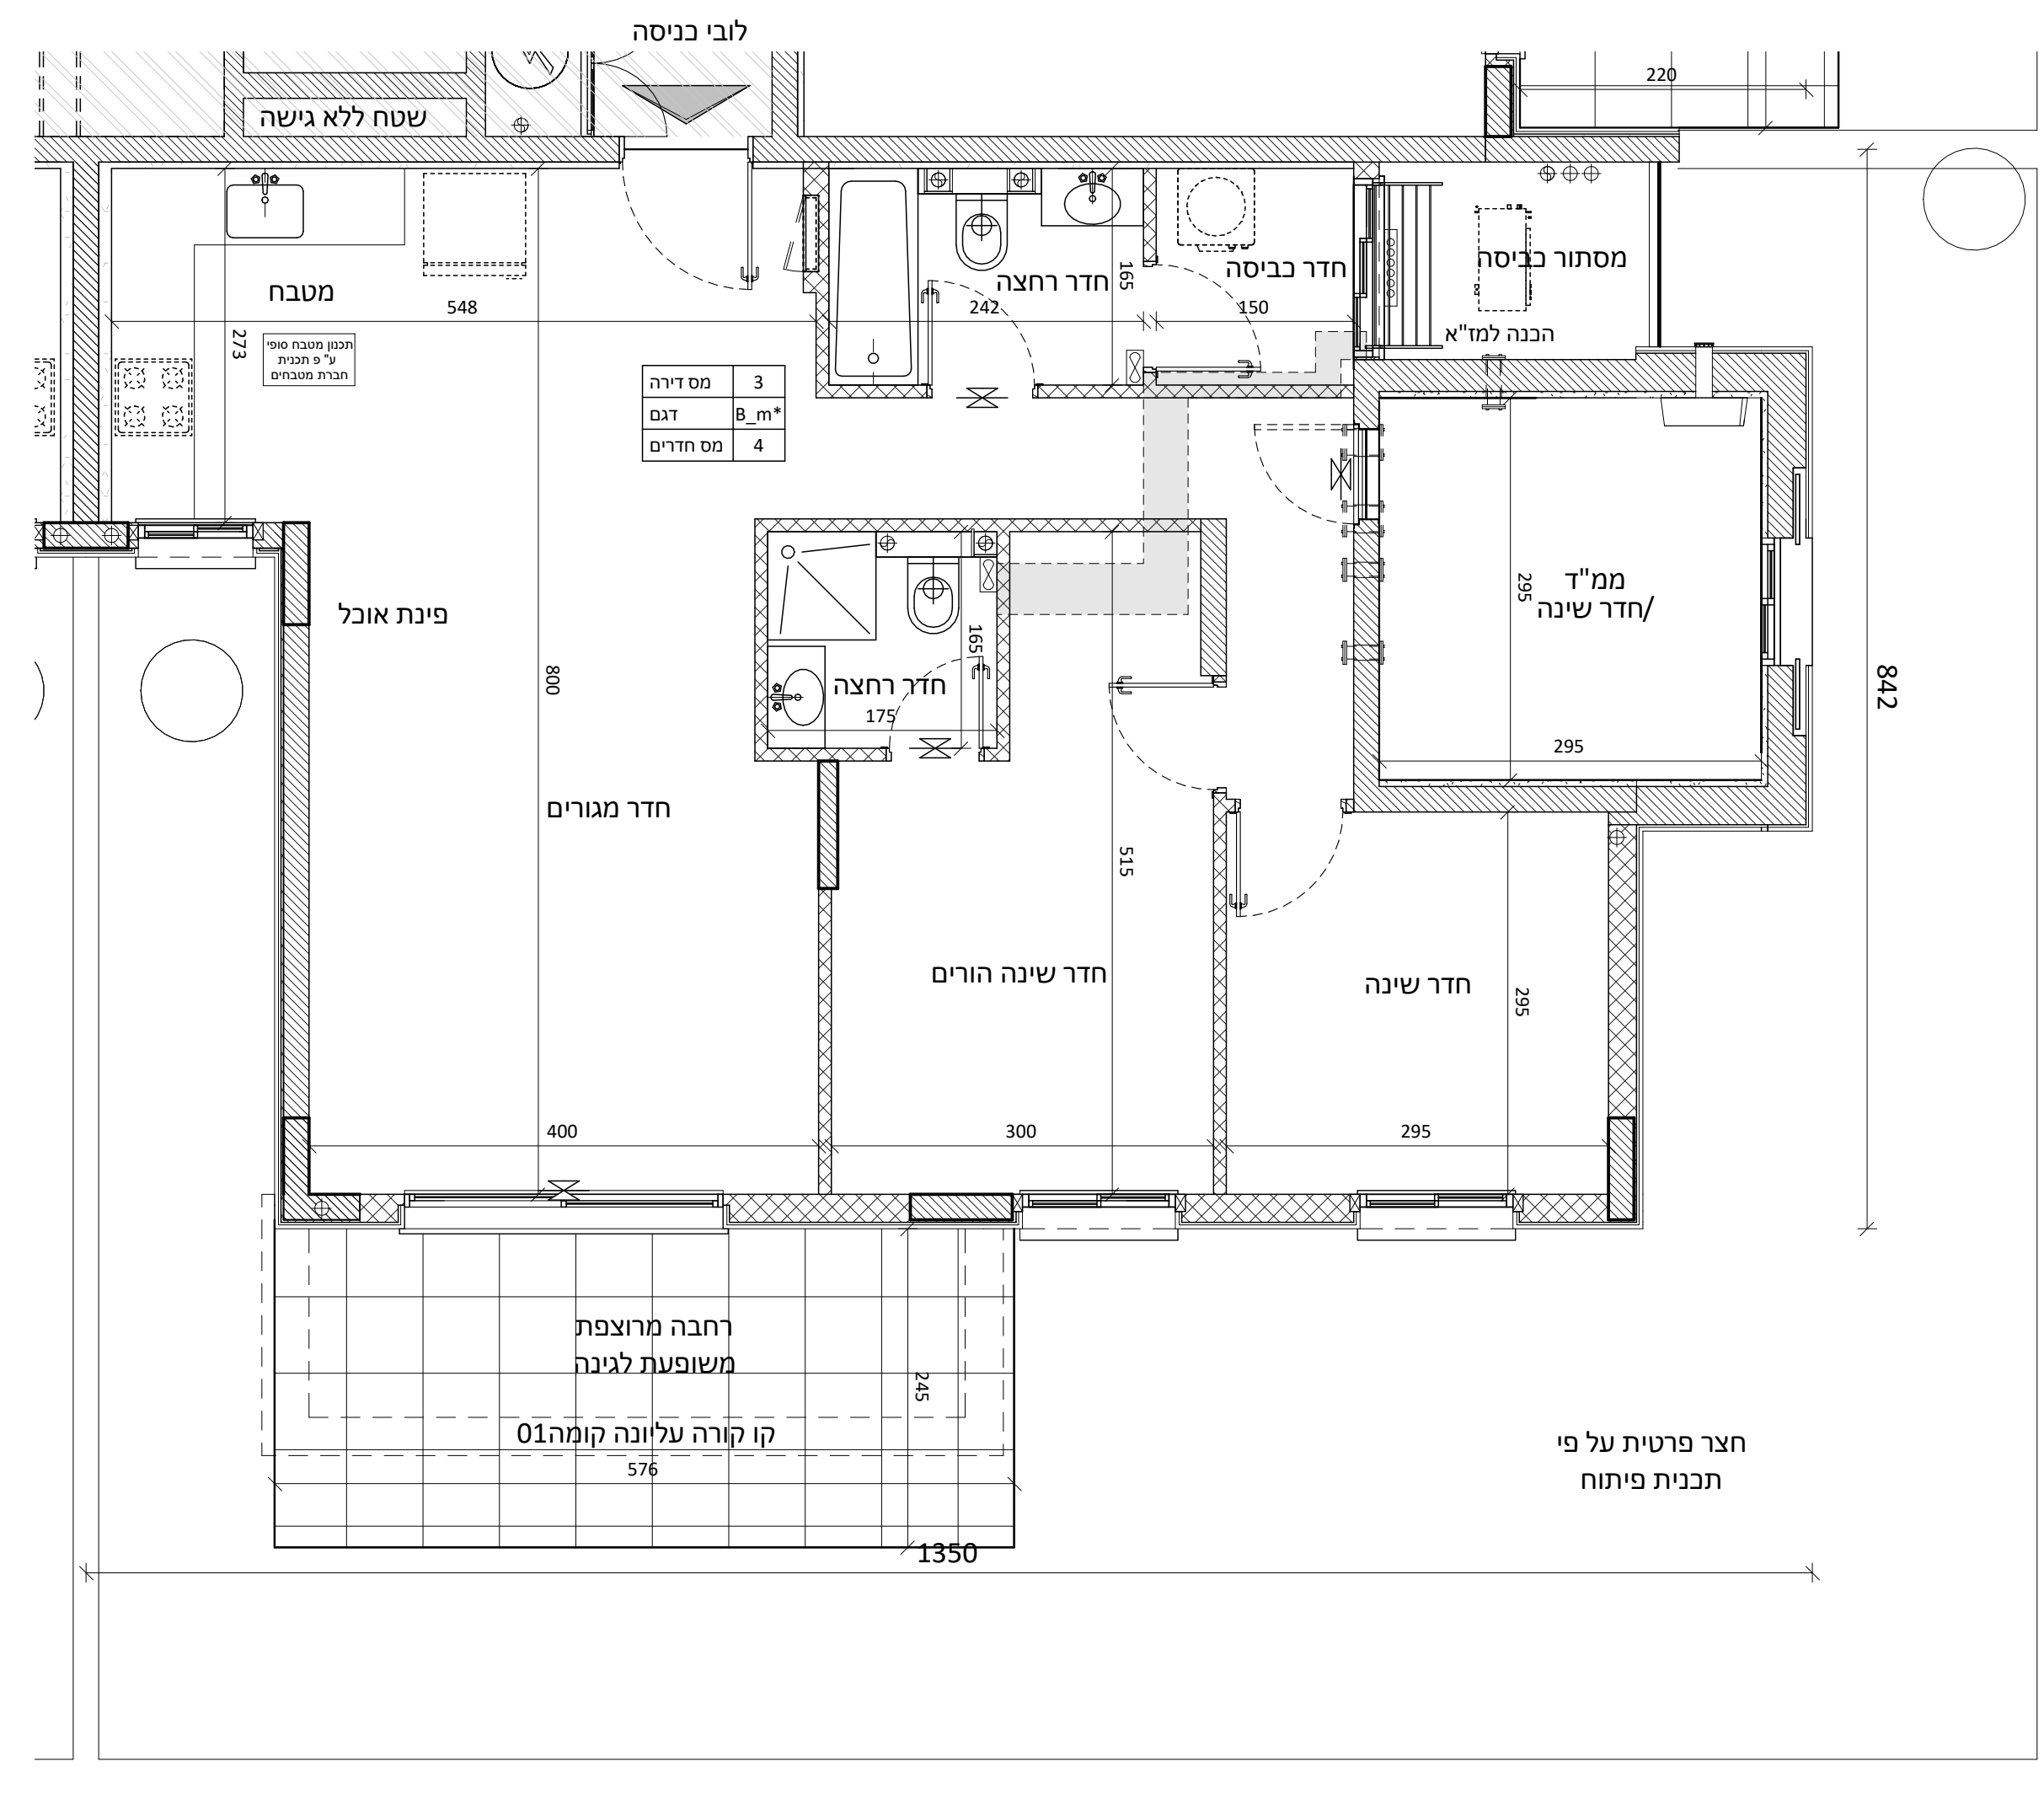 לובי כניסה
שטח ללא גישה
220
מטבח
חדר רחצה
165
חדר כביסה
מסתור כביסה
548
242
150
273
תכנון מטבח סופי
ע"פ תכנית
חברת מטבחים
הכנה למז"א
מס דירה 3
דגם B_m*
מס חדרים 4
פינת אוכל
800
165
חדר רחצה
175
295
ממ"ד
/חדר שינה
295
842
חדר מגורים
515
חדר שינה הורים
חדר שינה
295
400
300
295
רחבה מרוצפת
משופעת לגינה
245
קו קורה עליונה קומה01
576
חצר פרטית על פי
תכנית פיתוח
1350